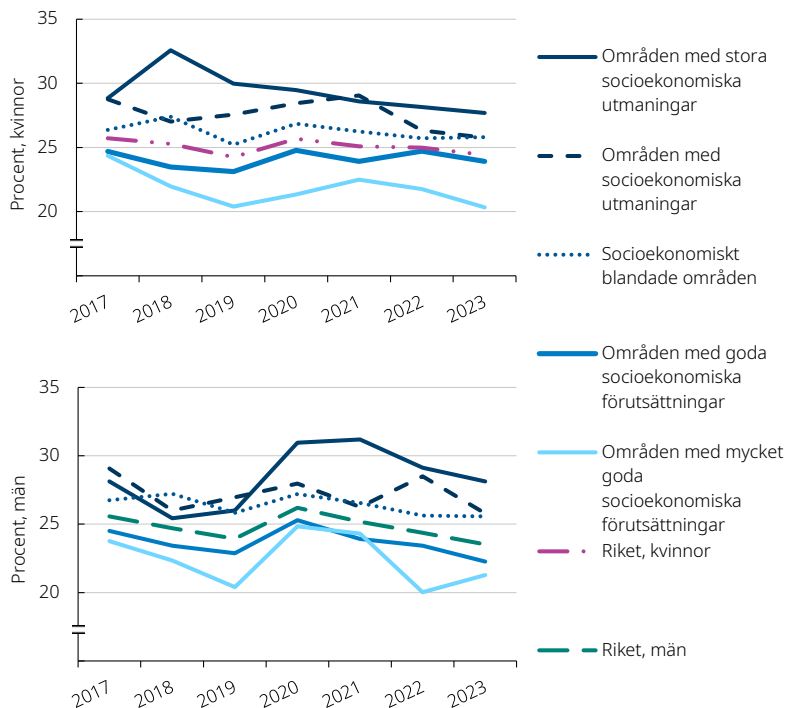 Procent, kvinnor
35
30
25
20
2017
2018
2019
2020
2021
2022
2023
Procent, män
35
30
25
20
2017
2018
2019
2020
2021
2022
2023
Områden med stora
socioekonomiska
utmaningar
Områden med
socioekonomiska
utmaningar
Socioekonomiskt
blandade områden
Områden med goda
socioekonomiska
förutsättningar
Områden med mycket
goda
socioekonomiska
förutsättningar
Riket, kvinnor
Riket, män